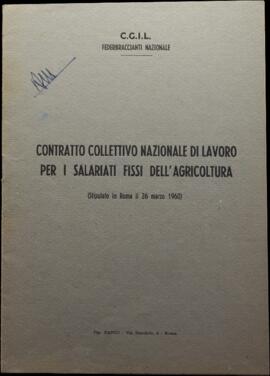 C.G.I.L.
FEDERBRACCIANTI NAZIONALE
CONTRATTO COLLETTIVO NAZIONALE DI LAVORO
PER I SALARIATI FISSI DELL'AGRICOLTURA
(Stipulato in Roma il 26 marzo 1960)
Roma